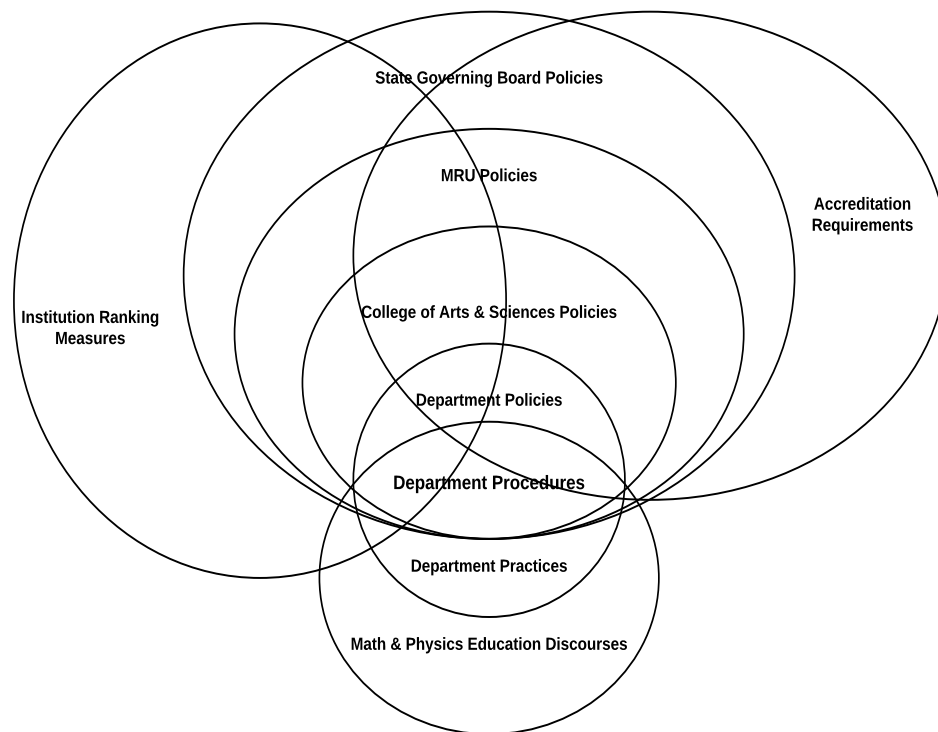 State Governing Board Policies
MRU Policies
Accreditation
Requirements
Institution Ranking
Measures
College of Arts & Sciences Policies
Department Policies
Department Procedures
Department Practices
Math & Physics Education Discourses